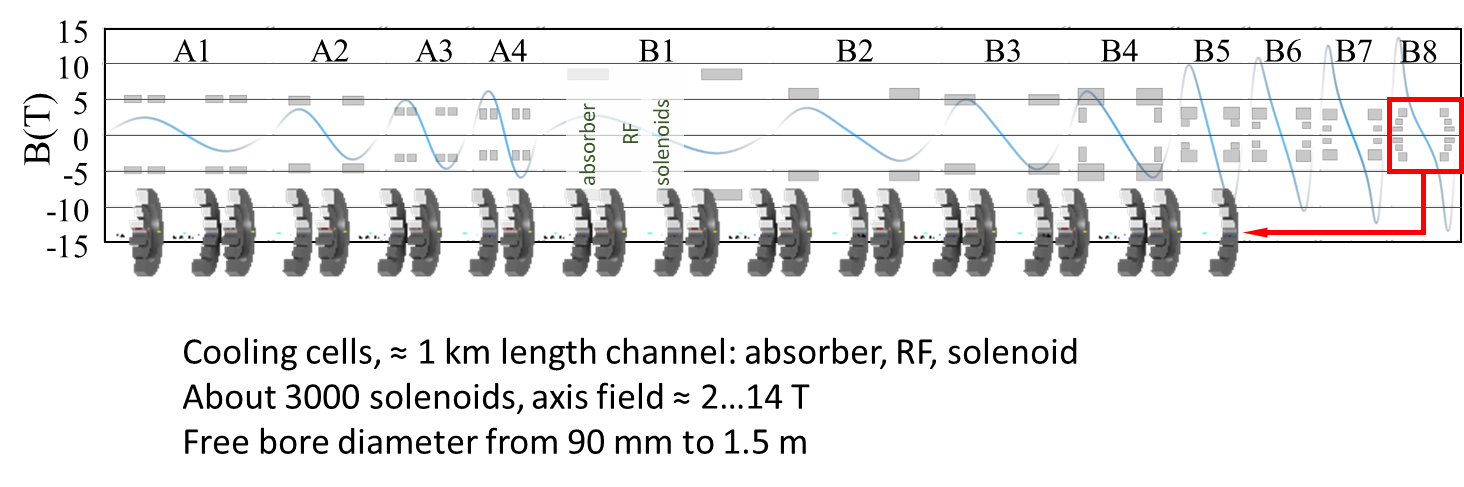 15
10
5
0
-5
-10
-15
B(T)
A1 A2 A3 A4 B1 B2 B3 B4 B5 B6 B7 B8
absorber
RF
solenoids
Cooling cells, ≈ 1 km length channel: absorber, RF, solenoid
About 3000 solenoids, axis field ≈ 2…14 T
Free bore diameter from 90 mm to 1.5 m